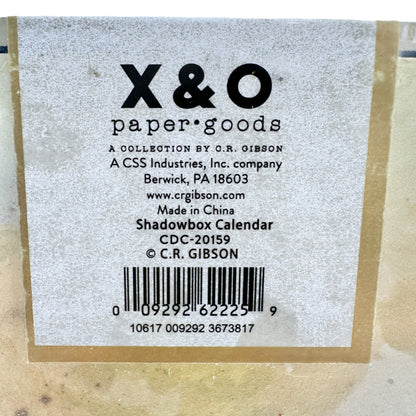 X & O
paper•goods
A COLLECTION BY C.R. GIBSON
A CSS Industries, Inc. company
Berwick, PA 18603
www.crgibson.com
Made in China
Shadowbox Calendar
CDC-20159
© C.R. GIBSON
0 09292 62225 9
10617 009292 3673817